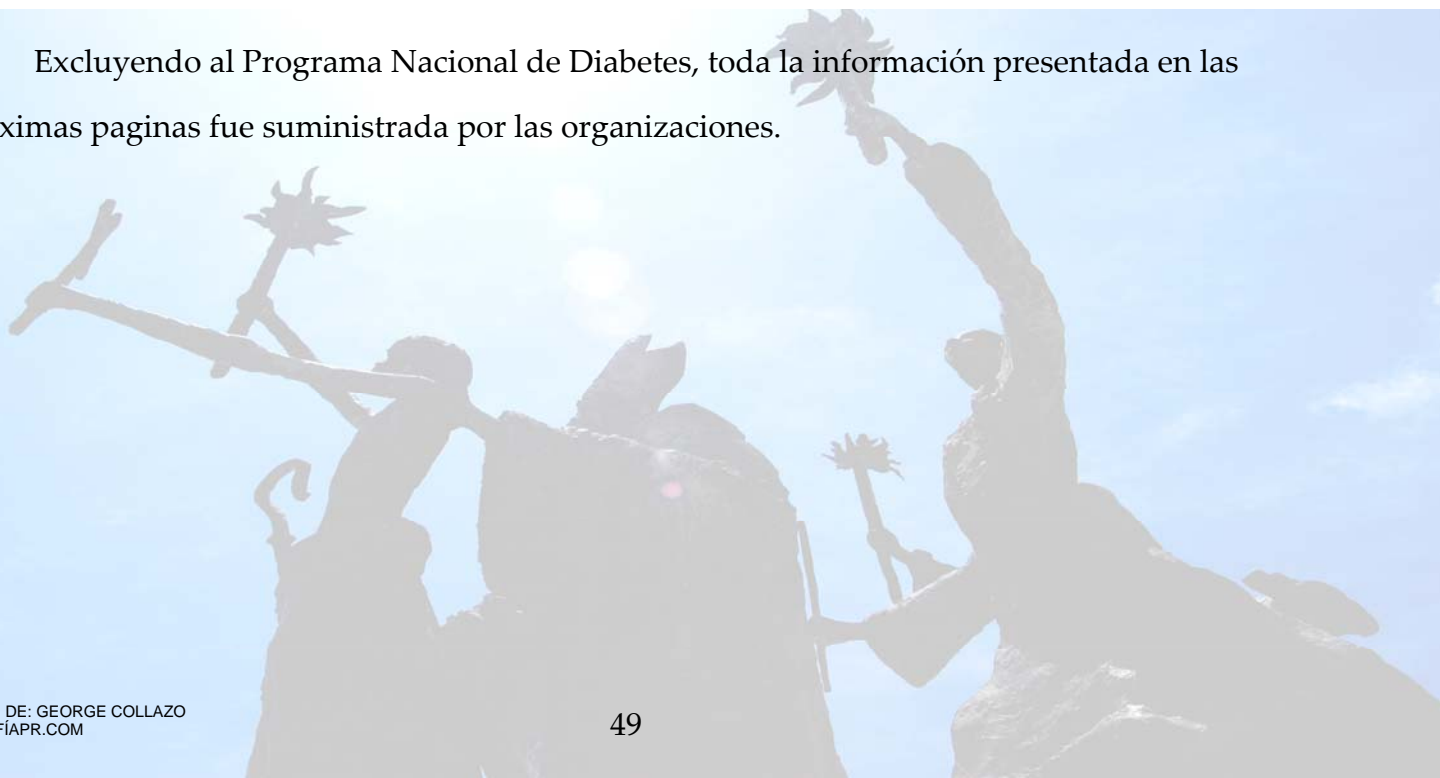 Excluyendo al Programa Nacional de Diabetes, toda la información presentada en las
ximas paginas fue suministrada por las organizaciones.
DE: GEORGE COLLAZO
FÍAPR.COM
49